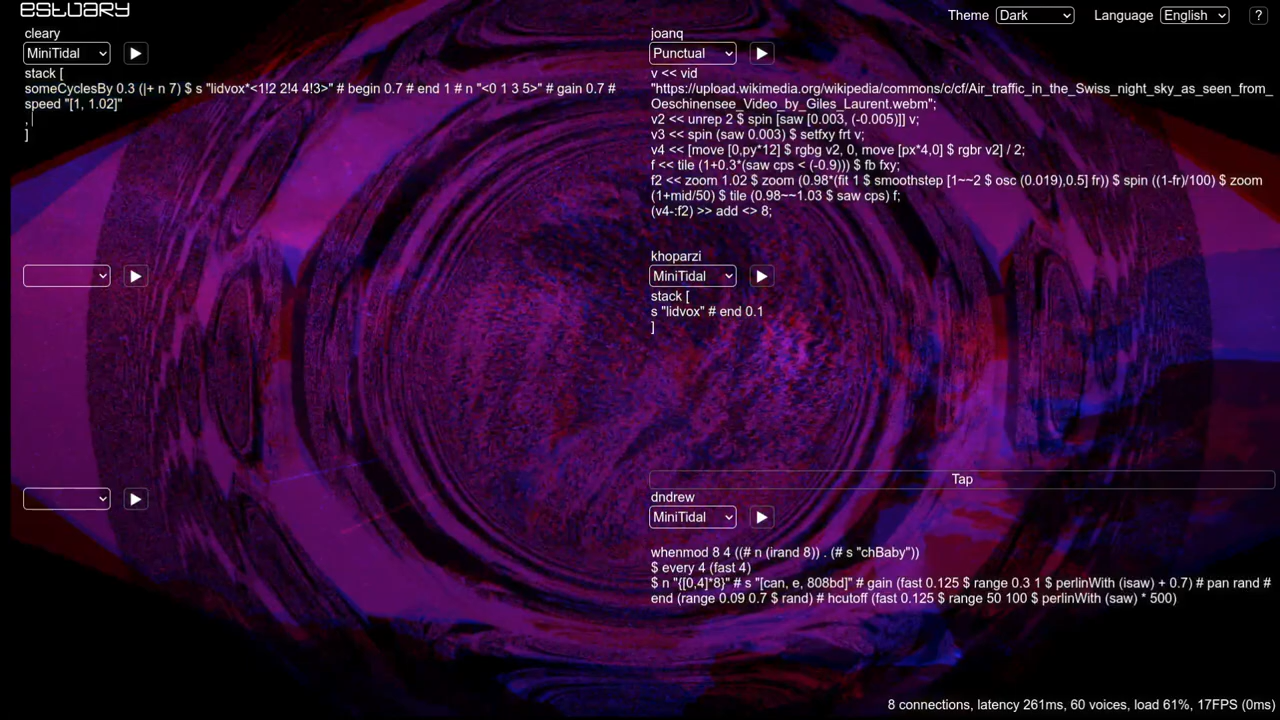 estuary
Theme Dark Language English ?
cleary
MiniTidal
stack [
someCyclesBy 0.3 (|+ n 7) $ s "lidvox*<1!2 2!4 4!3>" # begin 0.7 # end 1 # n "<0 1 3 5>" # gain 0.7 #
speed "[1, 1.02]"
,
]
joanq
Punctual
v << vid
"https://upload.wikimedia.org/wikipedia/commons/c/cf/Air_traffic_in_the_Swiss_night_sky_as_seen_from_
Oeschinensee_Video_by_Giles_Laurent.webm";
v2 << unrep 2 $ spin [saw [0.003, (-0.005)]] v;
v3 << spin (saw 0.003) $ setfxy frt v;
v4 << [move [0,py*12] $ rgbg v2, 0, move [px*4,0] $ rgbr v2] / 2;
f << tile (1+0.3*(saw cps < (-0.9))) $ fb fxy;
f2 << zoom 1.02 $ zoom (0.98*(fit 1 $ smoothstep [1~~2 $ osc (0.019),0.5] fr)) $ spin ((1-fr)/100) $ zoom
(1+mid/50) $ tile (0.98~~1.03 $ saw cps) f;
(v4-:f2) >> add <> 8;
khoparzi
MiniTidal
stack [
s "lidvox" # end 0.1
]
Tap
dndrew
MiniTidal
whenmod 8 4 ((# n (irand 8)) . (# s "chBaby"))
$ every 4 (fast 4)
$ n "{[0,4]*8}" # s "[can, e, 808bd]" # gain (fast 0.125 $ range 0.3 1 $ perlinWith (isaw) + 0.7) # pan rand #
end (range 0.09 0.7 $ rand) # hcutoff (fast 0.125 $ range 50 100 $ perlinWith (saw) * 500)
8 connections, latency 261ms, 60 voices, load 61%, 17FPS (0ms)